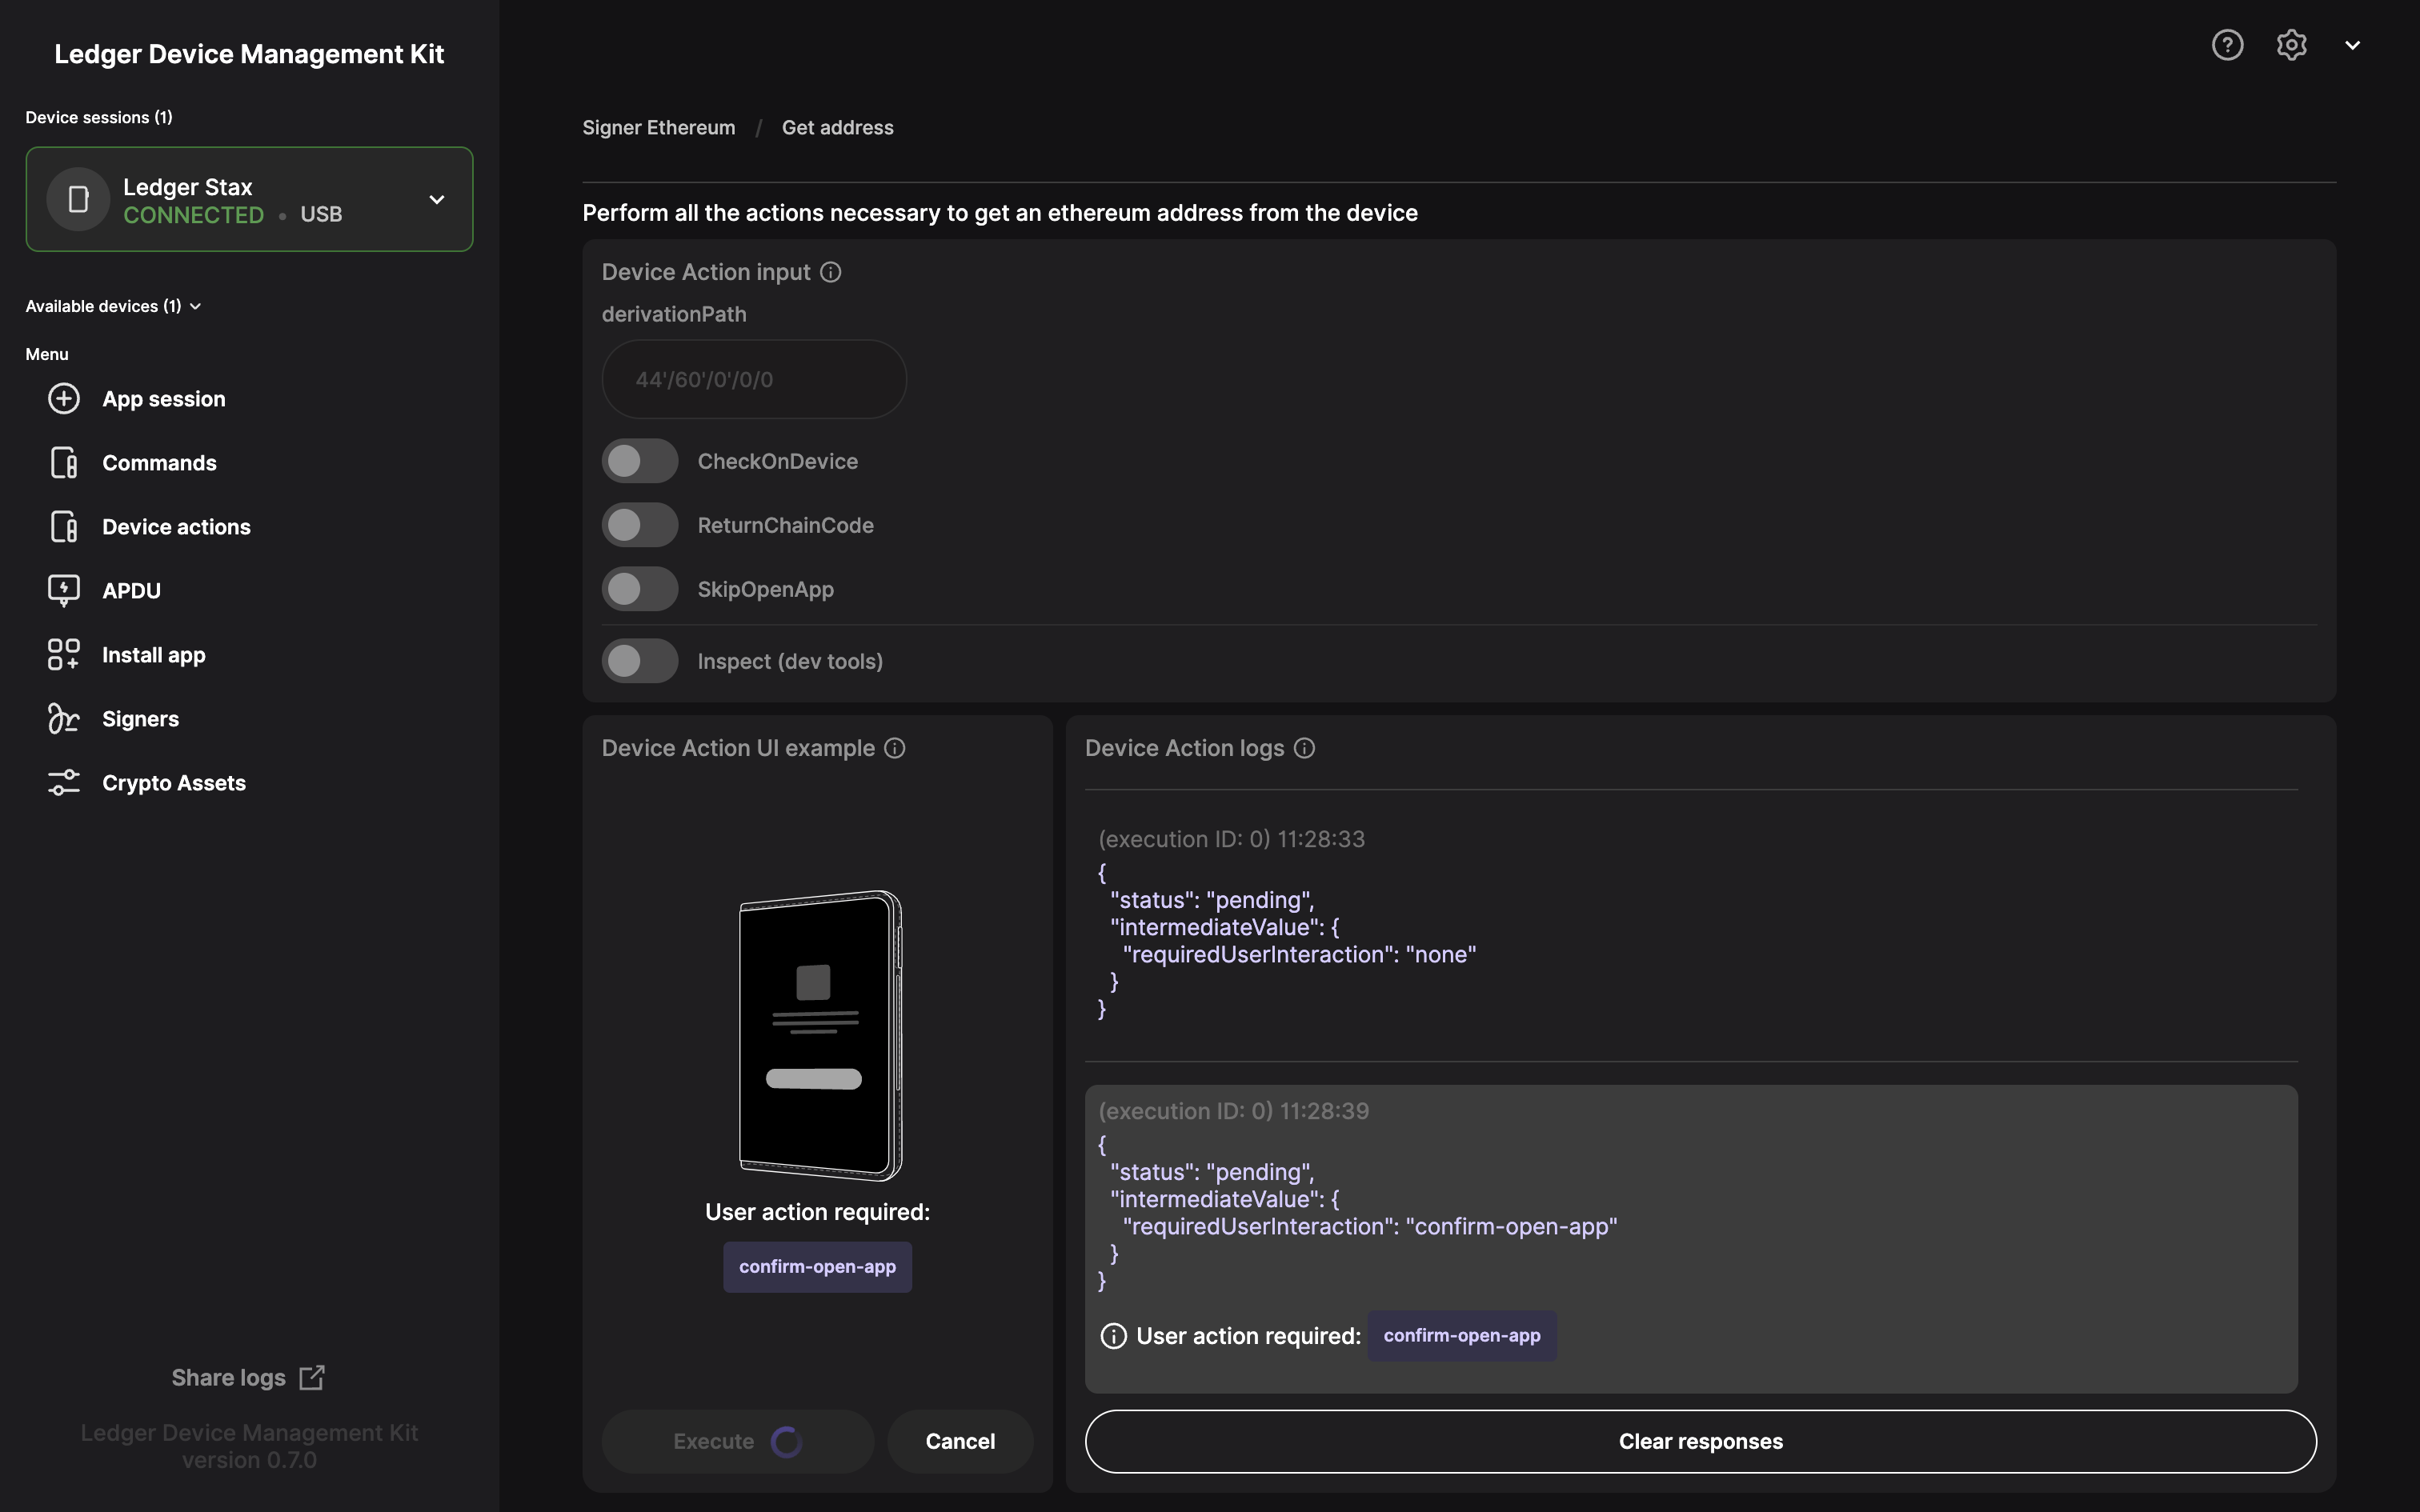 Ledger Device Management Kit
Device sessions (1)
Ledger Stax
CONNECTED • USB
Available devices (1)
Menu
App session
Commands
Device actions
APDU
Install app
Signers
Crypto Assets
Share logs
Ledger Device Management Kit
version 0.7.0
Signer Ethereum / Get address
Perform all the actions necessary to get an ethereum address from the device
Device Action input
derivationPath
44'/60'/0'/0/0
CheckOnDevice
ReturnChainCode
SkipOpenApp
Inspect (dev tools)
Device Action UI example
User action required:
confirm-open-app
Execute
Cancel
Device Action logs
(execution ID: 0) 11:28:33
{
"status": "pending",
"intermediateValue": {
"requiredUserInteraction": "none"
}
}
(execution ID: 0) 11:28:39
{
"status": "pending",
"intermediateValue": {
"requiredUserInteraction": "confirm-open-app"
}
}
User action required: confirm-open-app
Clear responses